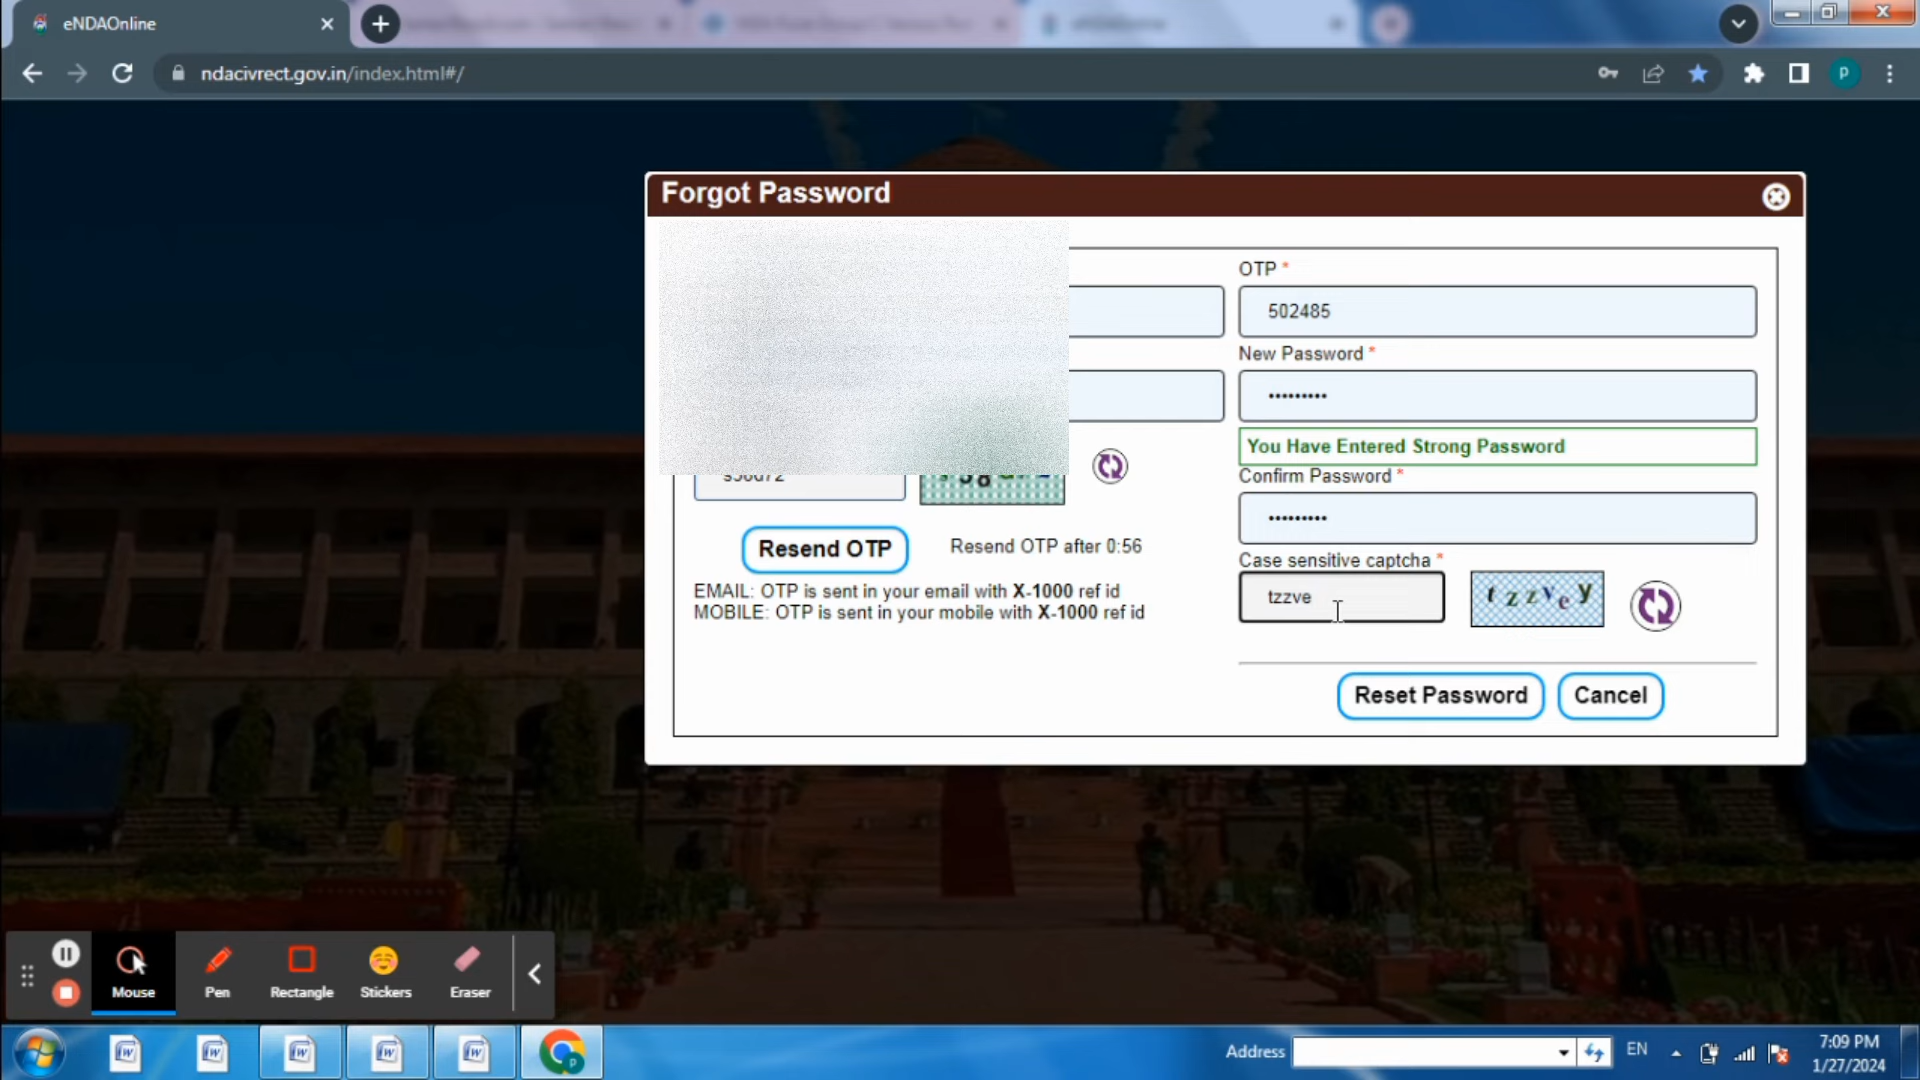 eNDAOnline
ndacivrect.gov.in/index.html#/
P
Forgot Password
OTP *
502485
New Password *
•••••••••
You Have Entered Strong Password
Confirm Password *
•••••••••
Case sensitive captcha *
tzzve
tzzvey
Resend OTP
Resend OTP after 0:56
EMAIL: OTP is sent in your email with X-1000 ref id
MOBILE: OTP is sent in your mobile with X-1000 ref id
Reset Password
Cancel
Mouse
Pen
Rectangle
Stickers
Eraser
Address
EN
7:09 PM
1/27/2024